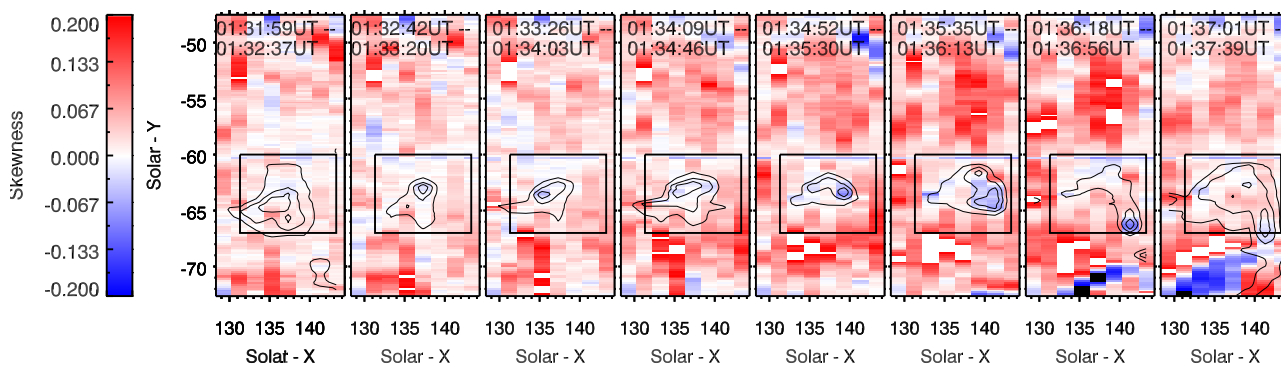 0.200
0.133
0.067
0.000
-0.067
-0.133
-0.200
Skewness
Solar - Y
-50
-55
-60
-65
-70
01:31:59UT --
01:32:37UT
01:32:42UT --
01:33:20UT
01:33:26UT --
01:34:03UT
01:34:09UT --
01:34:46UT
01:34:52UT --
01:35:30UT
01:35:35UT --
01:36:13UT
01:36:18UT --
01:36:56UT
01:37:01UT --
01:37:39UT
130 135 140 130 135 140 130 135 140 130 135 140 130 135 140 130 135 140 130 135 140 130 135 140
Solat - X Solar - X Solar - X Solar - X Solar - X Solar - X Solar - X Solar - X